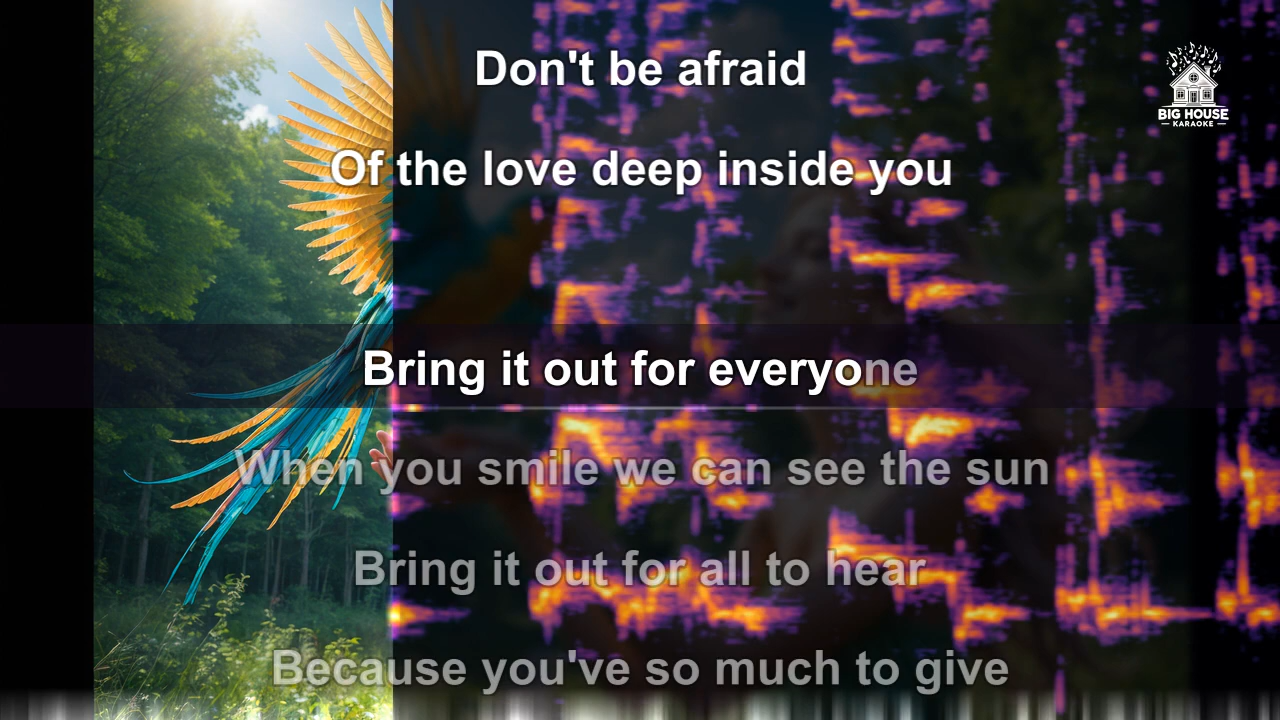 Don't be afraid
Of the love deep inside you
Bring it out for everyone
When you smile we can see the sun
Bring it out for all to hear
Because you've so much to give
BIG HOUSE
KARAOKE